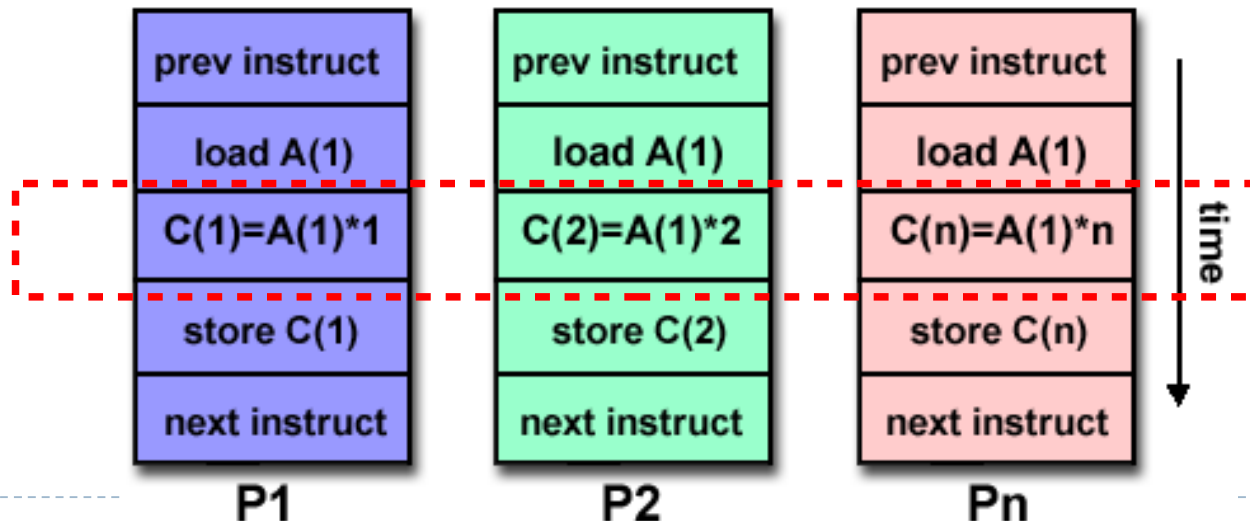 prev instruct
load A(1)
C(1)=A(1)*1
store C(1)
next instruct
P1
prev instruct
load A(1)
C(2)=A(1)*2
store C(2)
next instruct
P2
prev instruct
load A(1)
C(n)=A(1)*n
store C(n)
next instruct
Pn
time